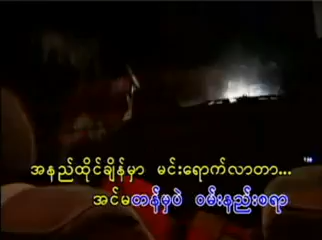 အနည်ထိုင်ချိန်မှာ မင်းရောက်လာတာ...
အင်မတန်မှပဲ ဝမ်းနည်းစရာ